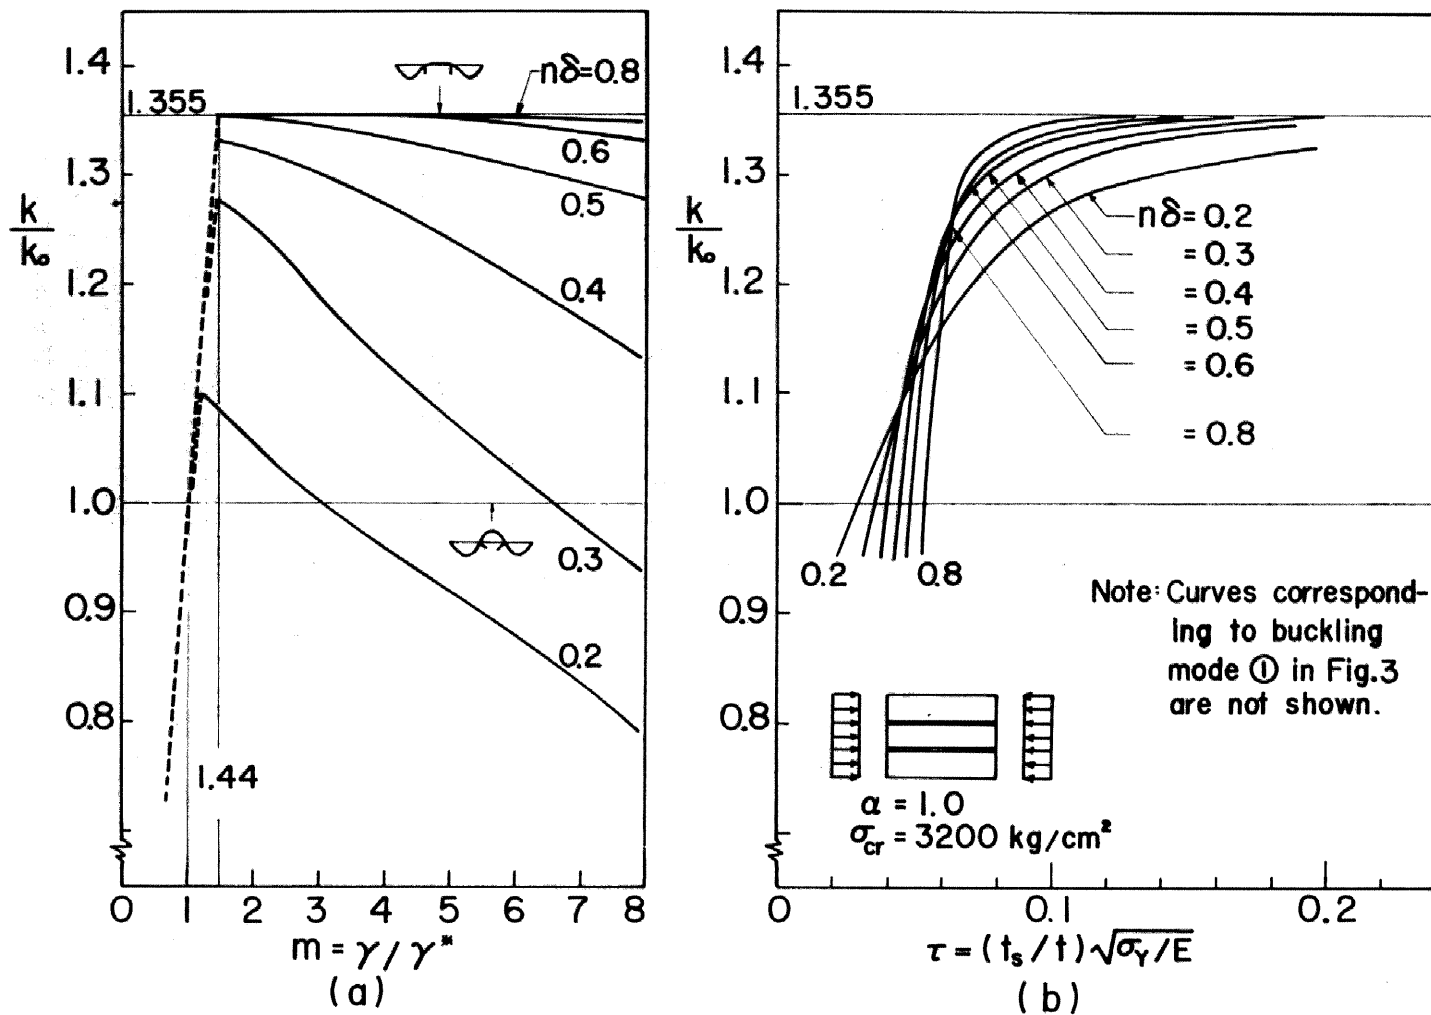 1.4
1.355
1.3
k/k₀
1.2
1.1
1.0
0.9
0.8
nδ=0.8
0.6
0.5
0.4
0.3
0.2
1.44
0 1 2 3 4 5 6 7 8
m = γ/γ*
(a)
1.4
1.355
1.3
k/k₀
1.2
1.1
1.0
0.9
0.8
nδ=0.2
=0.3
=0.4
=0.5
=0.6
=0.8
0.2 0.8
Note: Curves correspond-
ing to buckling
mode ① in Fig.3
are not shown.
α = 1.0
σcr = 3200 kg/cm²
0 0.1 0.2
τ = (ts/t)√σY/E
(b)